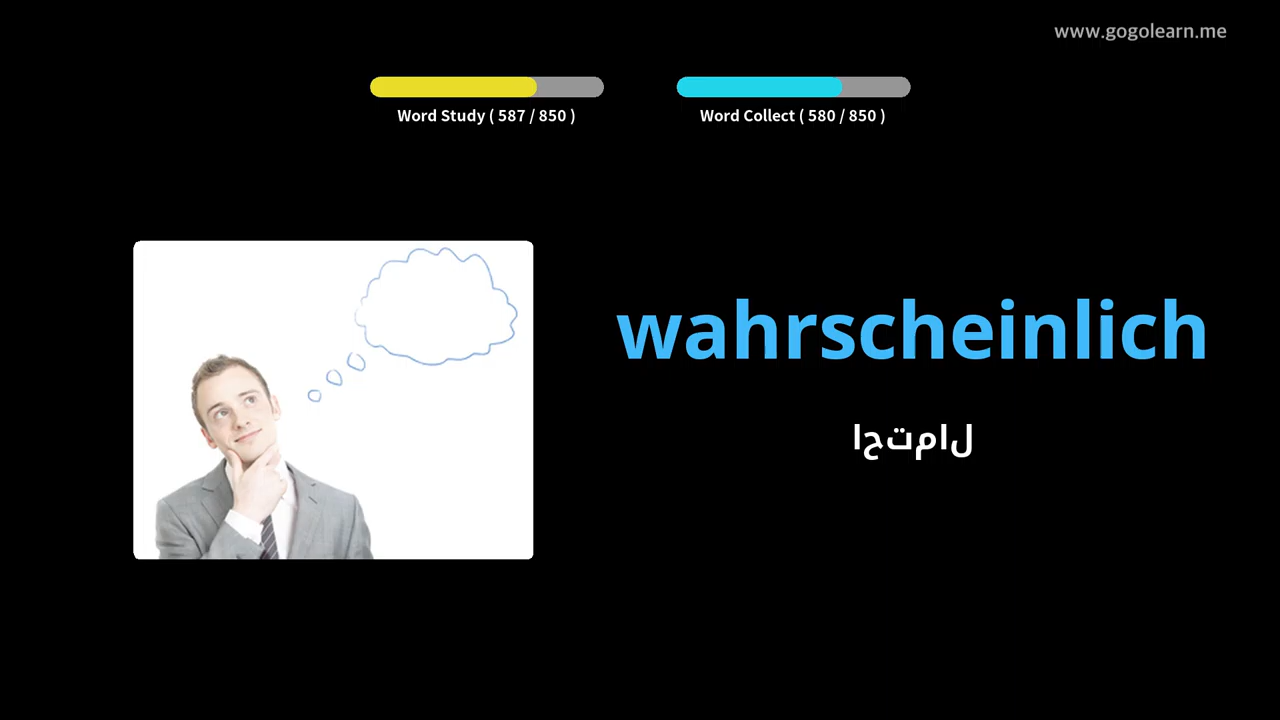 www.gogolearn.me
Word Study ( 587 / 850 )
Word Collect ( 580 / 850 )
wahrscheinlich
احتمال